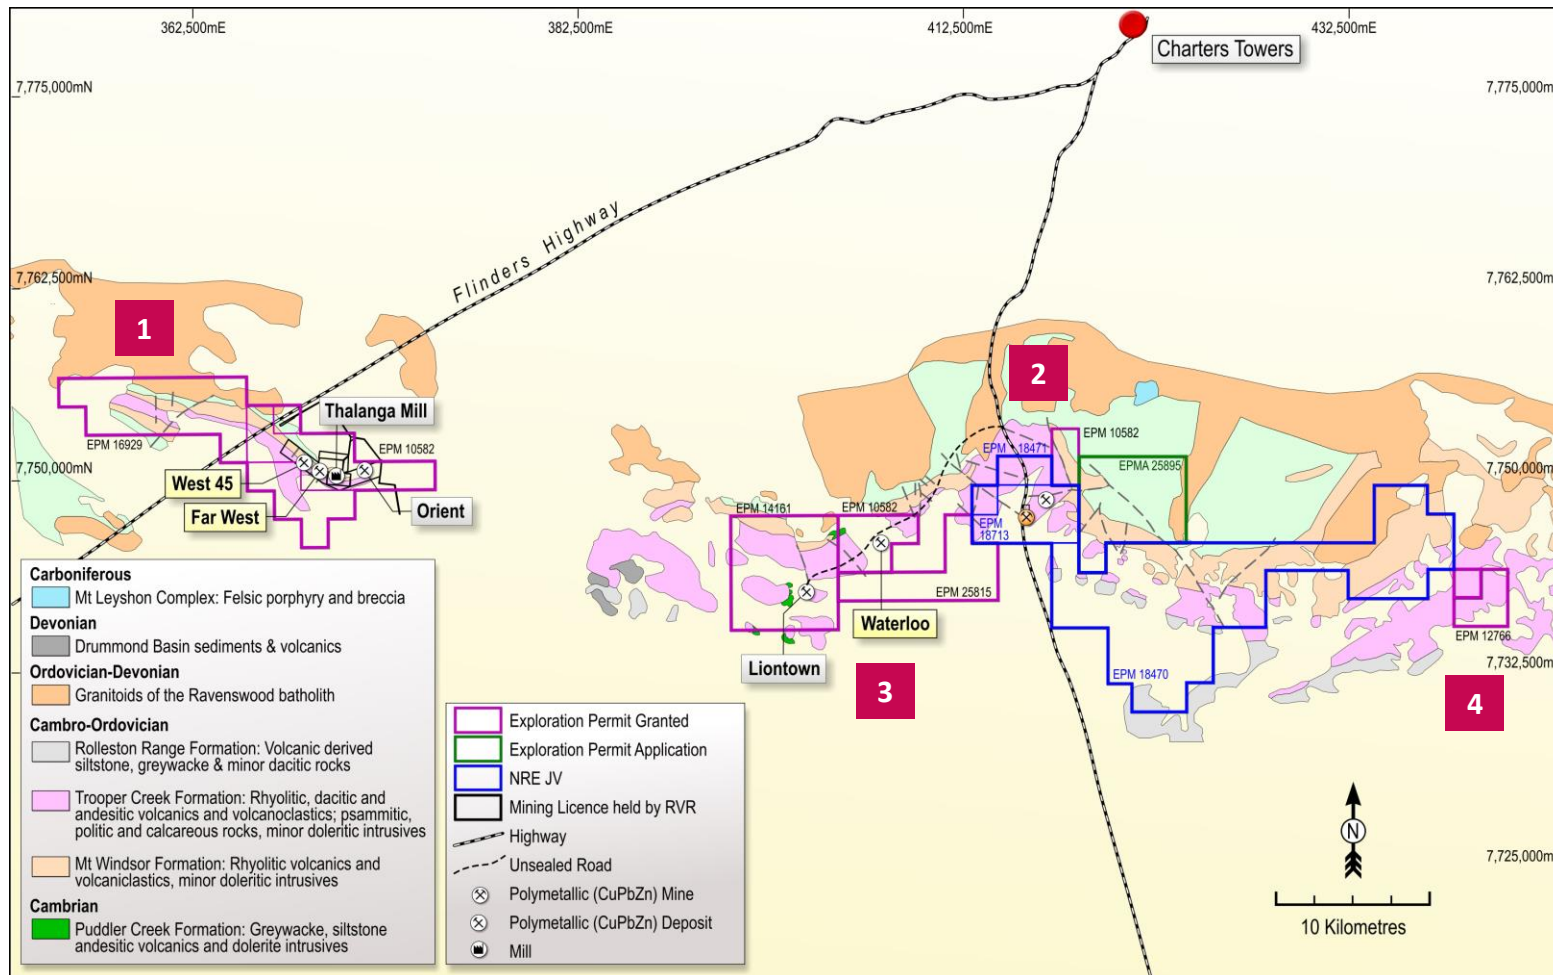 362,500mE
382,500mE
412,500mE
432,500mE
Charters Towers
7,775,000mN
7,775,000mN
Flinders Highway
7,762,500mN
7,762,500mN
1
2
Thalanga Mill
EPM 16929
EPM 10582
EPM 10582
EPM 18471
EPMA 25895
7,750,000mN
7,750,000mN
West 45
Far West
Orient
EPM 14161
EPM 10582
EPM
18713
EPM 25815
Waterloo
Liontown
EPM 12766
EPM 18470
7,732,500mN
3
4
Carboniferous
Mt Leyshon Complex: Felsic porphyry and breccia
Devonian
Drummond Basin sediments & volcanics
Ordovician-Devonian
Granitoids of the Ravenswood batholith
Cambro-Ordovician
Rolleston Range Formation: Volcanic derived
siltstone, greywacke & minor dacitic rocks
Trooper Creek Formation: Rhyolitic, dacitic and
andesitic volcanics and volcanoclastics; psammitic,
politic and calcareous rocks, minor doleritic intrusives
Mt Windsor Formation: Rhyolitic volcanics and
volcaniclastics, minor doleritic intrusives
Cambrian
Puddler Creek Formation: Greywacke, siltstone
andesitic volcanics and dolerite intrusives
Exploration Permit Granted
Exploration Permit Application
NRE JV
Mining Licence held by RVR
Highway
Unsealed Road
Polymetallic (CuPbZn) Mine
Polymetallic (CuPbZn) Deposit
Mill
N
7,725,000mN
10 Kilometres